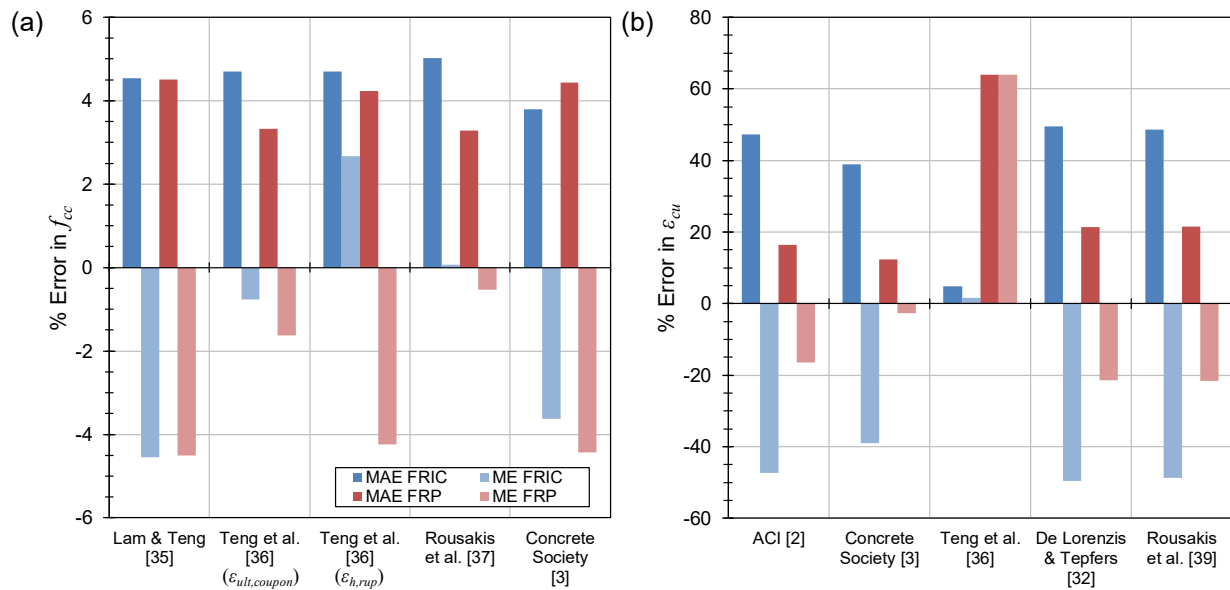 (a)
% Error in fcc
6
4
2
0
-2
-4
-6
MAE FRIC
ME FRIC
MAE FRP
ME FRP
Lam & Teng
[35]
Teng et al.
[36]
(εult,coupon)
Teng et al.
[36]
(εh,rup)
Rousakis
et al. [37]
Concrete
Society
[3]
(b)
% Error in εcu
80
60
40
20
0
-20
-40
-60
ACI [2]
Concrete
Society [3]
Teng et al.
[36]
De Lorenzis
& Tepfers
[32]
Rousakis
et al. [39]